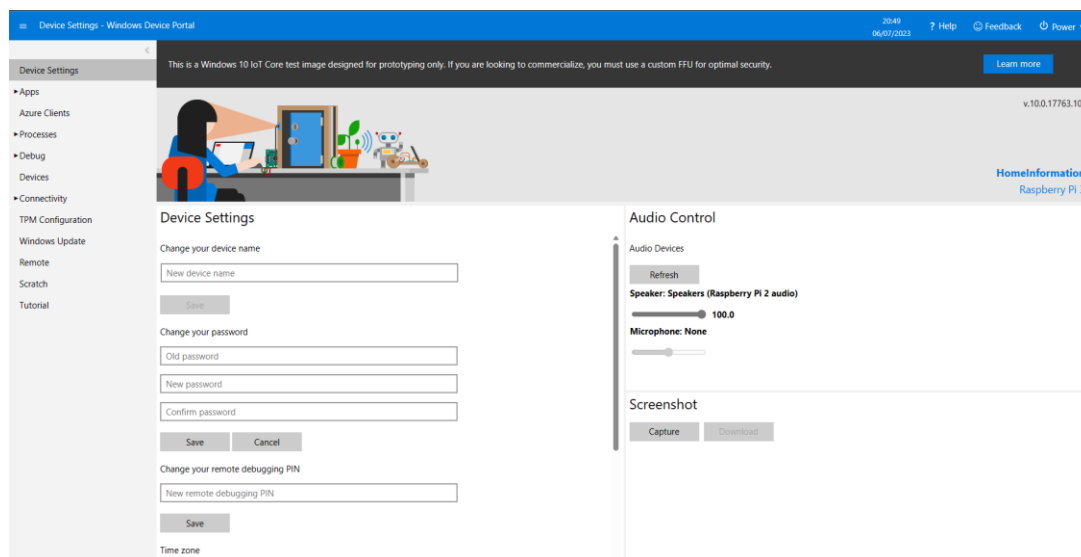 Device Settings - Windows Device Portal
20:49
06/07/2023
? Help
Feedback
Power
Device Settings
Apps
Azure Clients
Processes
Debug
Devices
Connectivity
TPM Configuration
Windows Update
Remote
Scratch
Tutorial
This is a Windows 10 IoT Core test image designed for prototyping only. If you are looking to commercialize, you must use a custom FFU for optimal security.
Learn more
v.10.0.17763.10
HomeInformation
Raspberry Pi
Device Settings
Change your device name
New device name
Save
Change your password
Old password
New password
Confirm password
Save Cancel
Change your remote debugging PIN
New remote debugging PIN
Save
Time zone
Audio Control
Audio Devices
Refresh
Speaker: Speakers (Raspberry Pi 2 audio)
100.0
Microphone: None
Screenshot
Capture Download